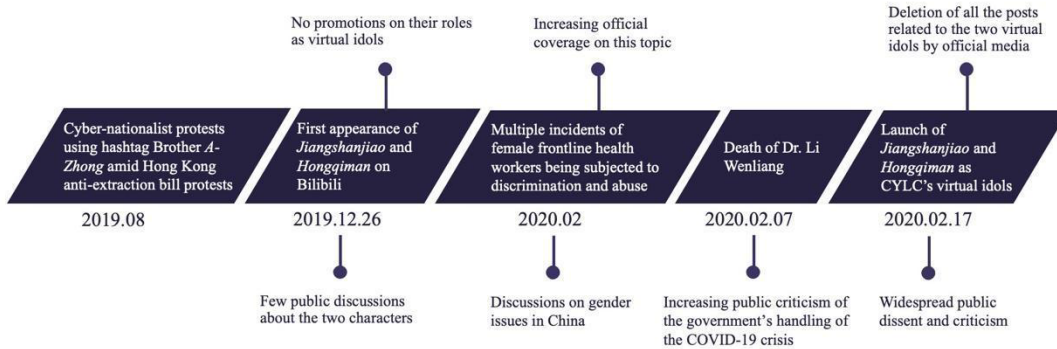 No promotions on their roles
as virtual idols
Increasing official
coverage on this topic
Deletion of all the posts
related to the two virtual
idols by official media
Cyber-nationalist protests
using hashtag Brother A-
Zhong amid Hong Kong
anti-extraction bill protests
First appearance of
Jiangshanjiao and
Hongqiman on
Bilibili
Multiple incidents of
female frontline health
workers being subjected to
discrimination and abuse
Death of Dr. Li
Wenliang
Launch of
Jiangshanjiao and
Hongqiman as
CYLC's virtual idols
2019.08
2019.12.26
2020.02
2020.02.07
2020.02.17
Few public discussions
about the two characters
Discussions on gender
issues in China
Increasing public criticism of
the government's handling of
the COVID-19 crisis
Widespread public
dissent and criticism